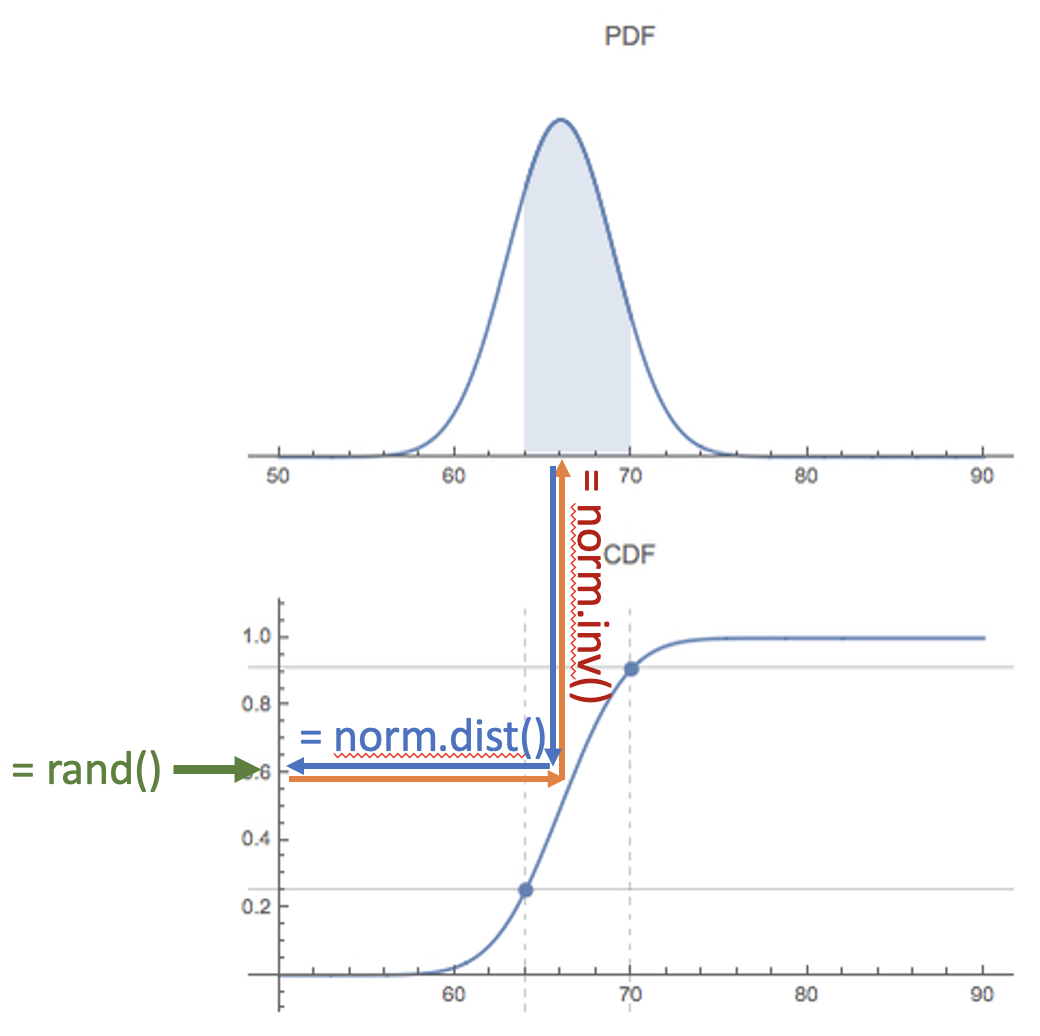 PDF
50 60 70 80 90
= norm.inv()
CDF
1.0
0.8
= norm.dist()
= rand()
0.6
0.4
0.2
60 70 80 90